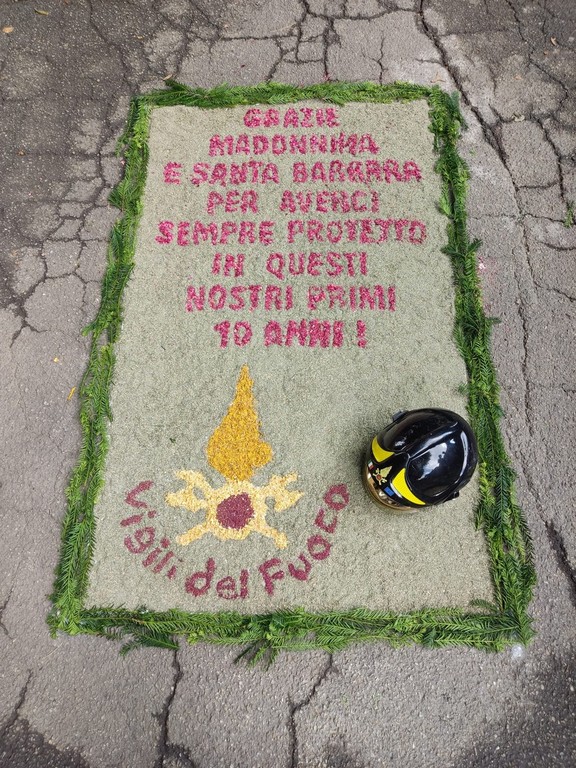 GRAZIE
MADONNINA
E SANTA BARBARA
PER AVERCI
SEMPRE PROTETTO
IN QUESTI
NOSTRI PRIMI
10 ANNI !
Vigili del Fuoco